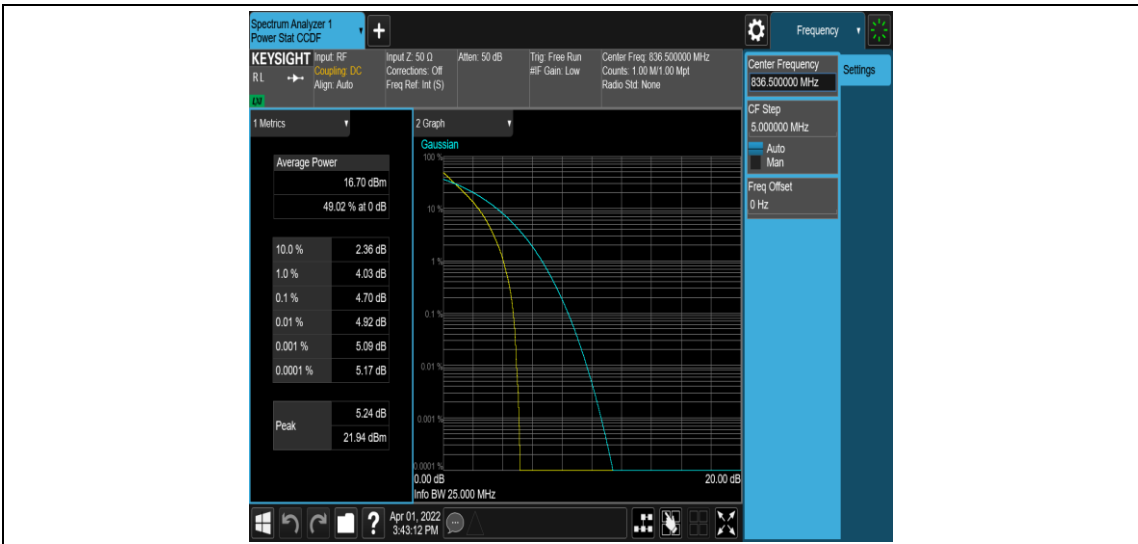 Spectrum Analyzer 1
Power Stat CCDF
+
Frequency
KEYSIGHT
Input: RF
Coupling: DC
Align: Auto
R L
LXI
Input Z: 50 Ω
Corrections: Off
Freq Ref: Int (S)
Atten: 50 dB
Trig: Free Run
#IF Gain: Low
Center Freq: 836.500000 MHz
Counts: 1.00 M/1.00 Mpt
Radio Std: None
Center Frequency
836.500000 MHz
Settings
CF Step
5.000000 MHz
Auto
Man
Freq Offset
0 Hz
1 Metrics
Average Power
16.70 dBm
49.02 % at 0 dB
10.0 % 2.36 dB
1.0 % 4.03 dB
0.1 % 4.70 dB
0.01 % 4.92 dB
0.001 % 5.09 dB
0.0001 % 5.17 dB
Peak
5.24 dB
21.94 dBm
2 Graph
Gaussian
100 %
10 %
1 %
0.1 %
0.01 %
0.001 %
0.0001 %
0.00 dB 20.00 dB
Info BW 25.000 MHz
?
Apr 01, 2022
3:43:12 PM